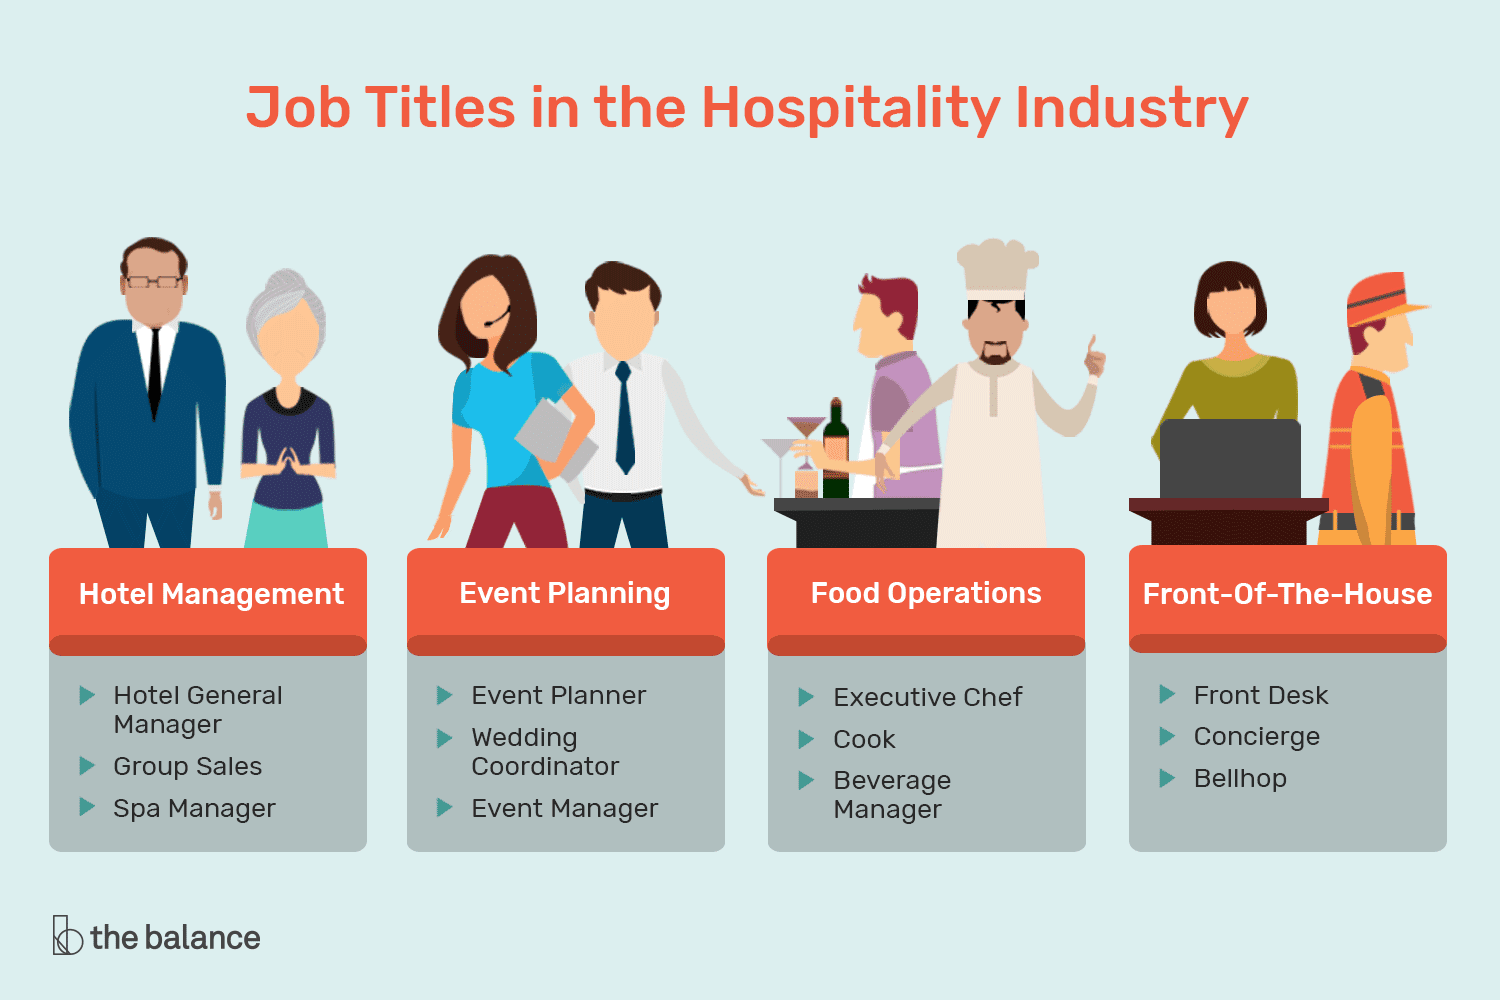 Job Titles in the Hospitality Industry
Hotel Management
Hotel General
Manager
Group Sales
Spa Manager
Event Planning
Event Planner
Wedding
Coordinator
Event Manager
Food Operations
Executive Chef
Cook
Beverage
Manager
Front-Of-The-House
Front Desk
Concierge
Bellhop
the balance